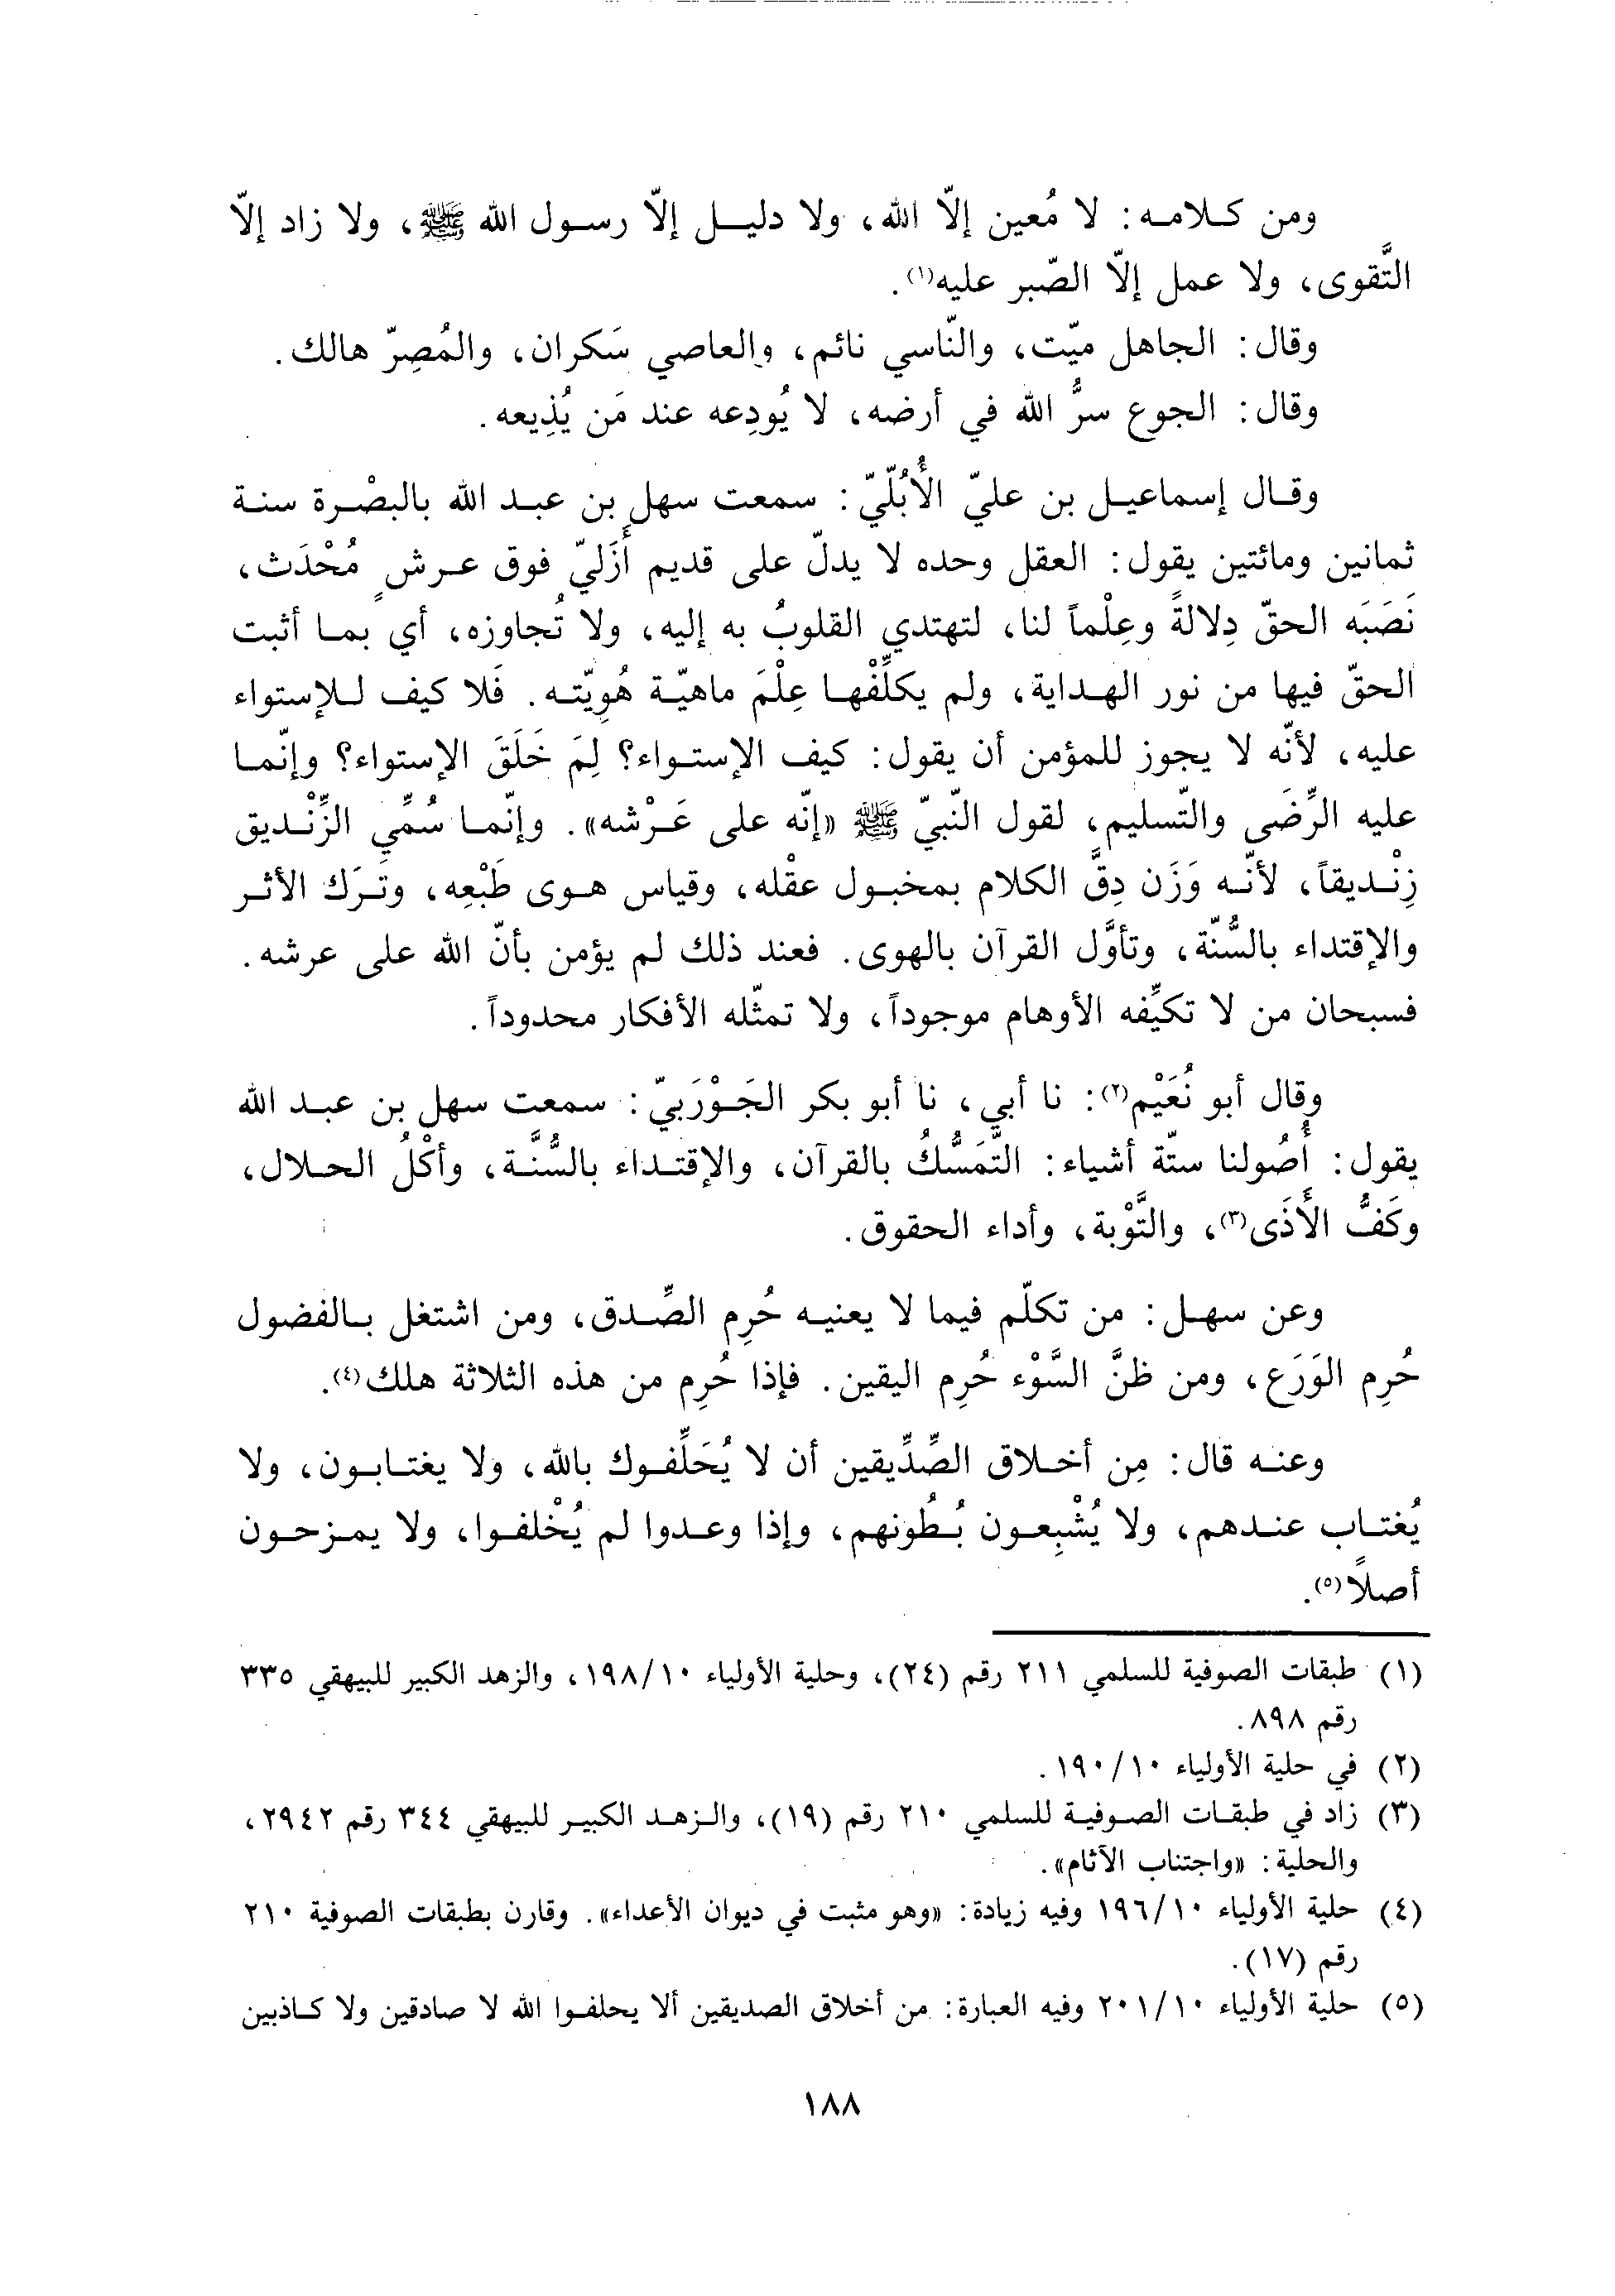 ومن كلامه: لا مُعين إلاّ الله، ولا دليل إلاّ رسول الله ﷺ، ولا زاد إلاّ
التَّقوى، ولا عمل إلاّ الصّبر عليه(١).
وقال: الجاهل ميّت، والنّاسي نائم، والعاصي سَكران، والمُصِرّ هالك.
وقال: الجوع سرُّ الله في أرضه، لا يُودِعه عند مَن يُذِيعه.
وقال إسماعيل بن عليّ الأُبُلّيّ: سمعت سهل بن عبد الله بالبصْرة سنة
ثمانين ومائتين يقول: العقل وحده لا يدلّ على قديم أَزَليّ فوق عرشٍ مُحْدَث،
نَصَبَه الحقّ دِلالةً وعِلْماً لنا، لتهتدي القلوبُ به إليه، ولا تُجاوزه، أي بما أثبت
الحقّ فيها من نور الهداية، ولم يكلِّفْها عِلْمَ ماهيّة هُويّته. فَلا كيف للإستواء
عليه، لأنّه لا يجوز للمؤمن أن يقول: كيف الإستواء؟ لِمَ خَلَقَ الإستواء؟ وإنّما
عليه الرِّضَى والتّسليم، لقول النّبيّ ﷺ «إنّه على عَرْشه». وإنّما سُمِّي الزِّنْديق
زِنْديقاً، لأنّه وَزَن دِقَّ الكلام بمخبول عقْله، وقياس هوى طَبْعِه، وتَرَك الأثر
والإقتداء بالسُّنّة، وتأوَّل القرآن بالهوى. فعند ذلك لم يؤمن بأنّ الله على عرشه.
فسبحان من لا تكيِّفه الأوهام موجوداً، ولا تمثّله الأفكار محدوداً.
وقال أبو نُعَيْم(٢): نا أبي، نا أبو بكر الجَوْرَبيّ: سمعت سهل بن عبد الله
يقول: أُصُولنا ستّة أشياء: التَّمَسُّكُ بالقرآن، والإقتداء بالسُّنَّة، وأكْلُ الحلال،
وكَفُّ الأَذَى(٣)، والتَّوْبة، وأداء الحقوق.
وعن سهل: من تكلّم فيما لا يعنيه حُرِم الصِّدق، ومن اشتغل بالفضول
حُرِم الوَرَع، ومن ظنَّ السَّوْء حُرِم اليقين. فإذا حُرِم من هذه الثلاثة هلك(٤).
وعنه قال: مِن أخلاق الصِّدِّيقين أن لا يُحَلِّفوك بالله، ولا يغتابون، ولا
يُغتاب عندهم، ولا يُشْبِعون بُطُونهم، وإذا وعدوا لم يُخْلفوا، ولا يمزحون
أصلاً(٥).
(١) طبقات الصوفية للسلمي ٢١١ رقم (٢٤)، وحلية الأولياء ١٩٨/١٠، والزهد الكبير للبيهقي ٣٣٥
رقم ٨٩٨.
(٢) في حلية الأولياء ١٩٠/١٠.
(٣) زاد في طبقات الصوفية للسلمي ٢١٠ رقم (١٩)، والزهد الكبير للبيهقي ٣٤٤ رقم ٢٩٤٢،
والحلية: «واجتناب الآثام».
(٤) حلية الأولياء ١٩٦/١٠ وفيه زيادة: «وهو مثبت في ديوان الأعداء». وقارن بطبقات الصوفية ٢١٠
رقم (١٧).
(٥) حلية الأولياء ٢٠١/١٠ وفيه العبارة: من أخلاق الصديقين ألا يحلفوا الله لا صادقين ولا كاذبين
١٨٨